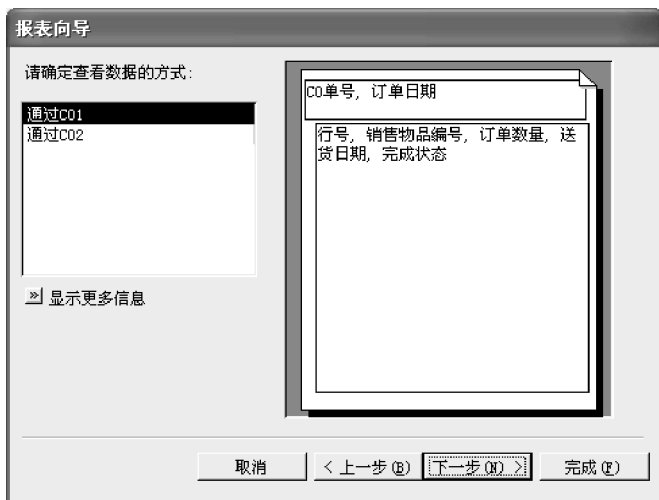 报表向导
请确定查看数据的方式:
通过CO1
通过CO2
CO单号, 订单日期
行号, 销售物品编号, 订单数量, 送
货日期, 完成状态
显示更多信息
取消
< 上一步(B)
下一步(N) >
完成(F)